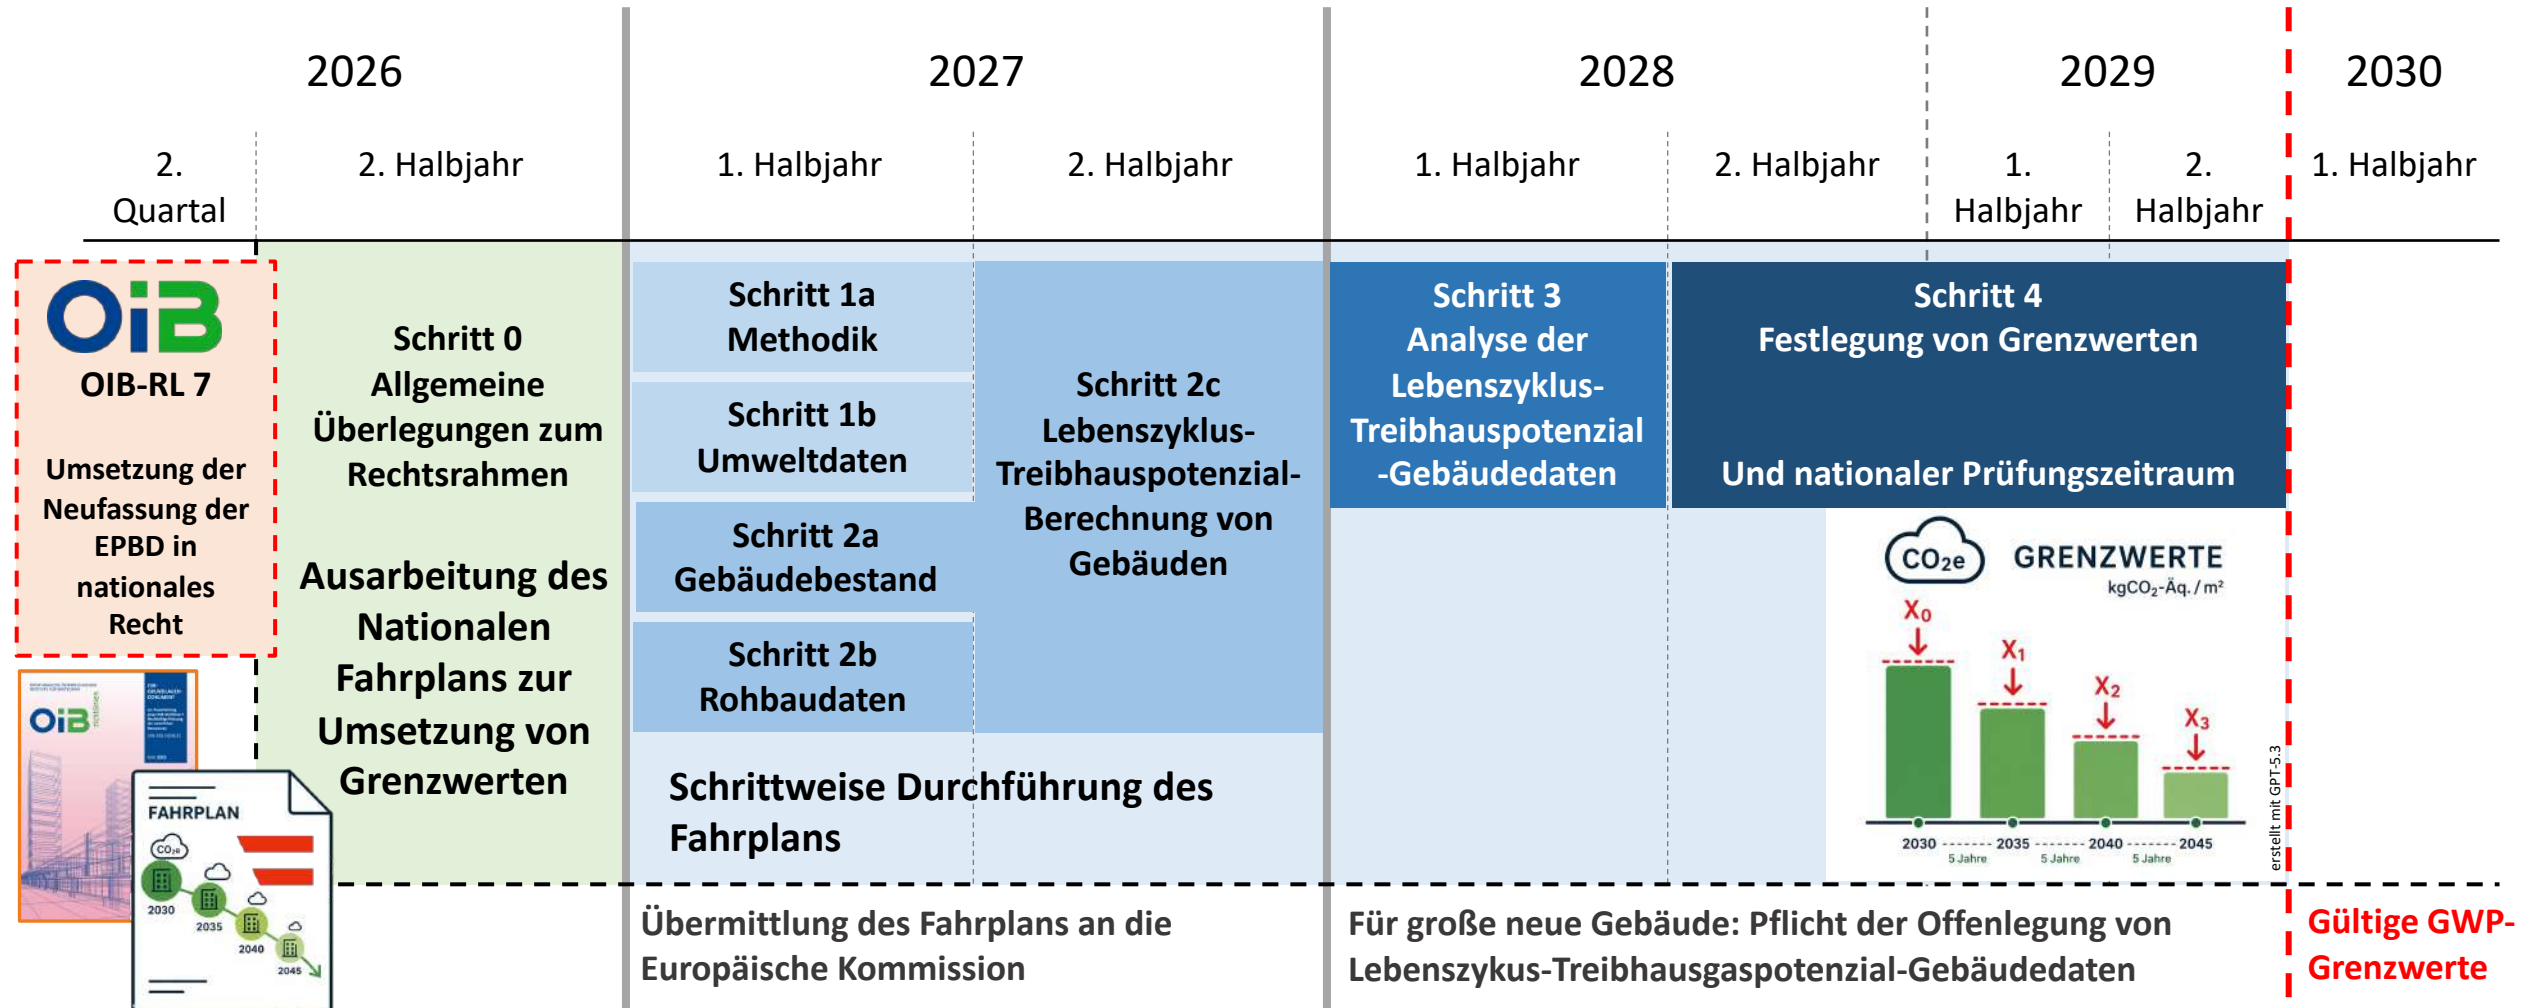 2026
2027
2028
2029
2030
2.
Quartal
2. Halbjahr
1. Halbjahr
2. Halbjahr
1. Halbjahr
2. Halbjahr
1.
Halbjahr
2.
Halbjahr
1. Halbjahr
OiB
OIB-RL 7
Umsetzung der
Neufassung der
EPBD in
nationales
Recht
Schritt 0
Allgemeine
Überlegungen zum
Rechtsrahmen
Ausarbeitung des
Nationalen
Fahrplans zur
Umsetzung von
Grenzwerten
Schritt 1a
Methodik
Schritt 1b
Umweltdaten
Schritt 2a
Gebäudebestand
Schritt 2b
Rohbaudaten
Schritt 2c
Lebenszyklus-
Treibhauspotenzial-
Berechnung von
Gebäuden
Schrittweise Durchführung des
Fahrplans
Schritt 3
Analyse der
Lebenszyklus-
Treibhauspotenzial
-Gebäudedaten
Schritt 4
Festlegung von Grenzwerten
Und nationaler Prüfungszeitraum
CO₂e
GRENZWERTE
kgCO₂-Äq./m²
X₀
X₁
X₂
X₃
2030
2035
2040
2045
5 Jahre
5 Jahre
5 Jahre
erstellt mit GPT-5.3
OiB
FAHRPLAN
CO₂e
2030
2035
2040
2045
Übermittlung des Fahrplans an die
Europäische Kommission
Für große neue Gebäude: Pflicht der Offenlegung von
Lebenszykus-Treibhausgaspotenzial-Gebäudedaten
Gültige GWP-
Grenzwerte